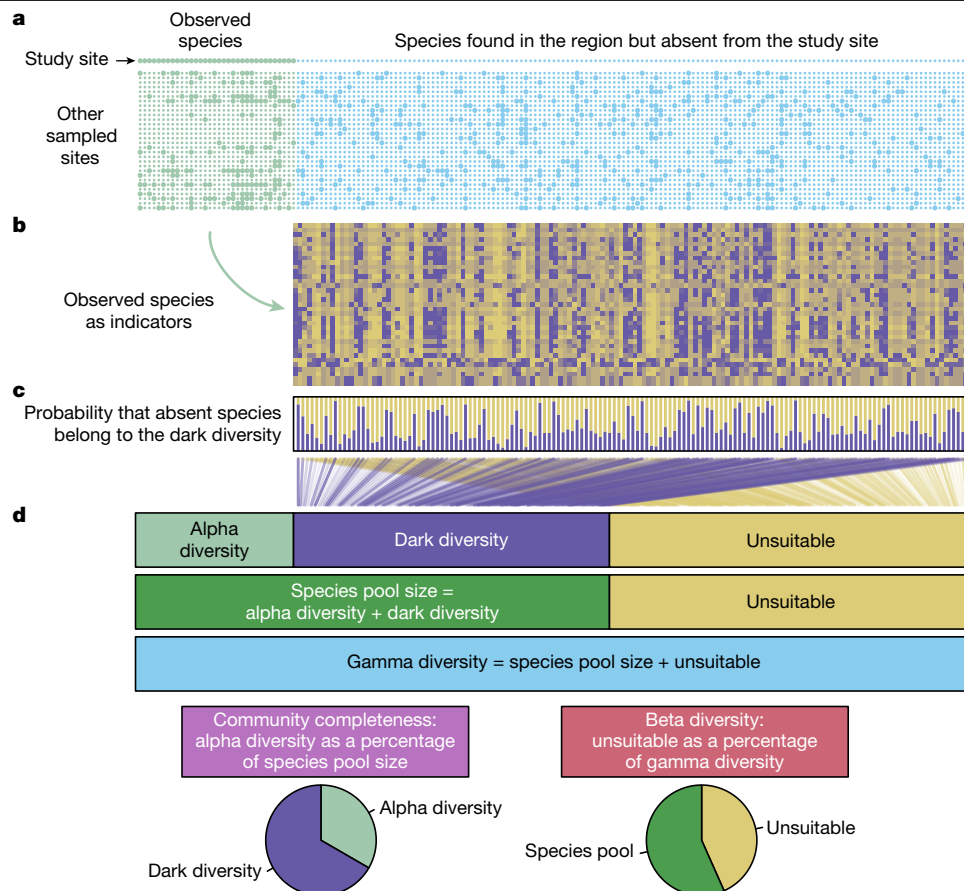 a
Observed
species
Species found in the region but absent from the study site
Study site
Other
sampled
sites
b
Observed species
as indicators
c
Probability that absent species
belong to the dark diversity
d
Alpha
diversity
Dark diversity
Unsuitable
Species pool size =
alpha diversity + dark diversity
Unsuitable
Gamma diversity = species pool size + unsuitable
Community completeness:
alpha diversity as a percentage
of species pool size
Beta diversity:
unsuitable as a percentage
of gamma diversity
Alpha diversity
Dark diversity
Unsuitable
Species pool